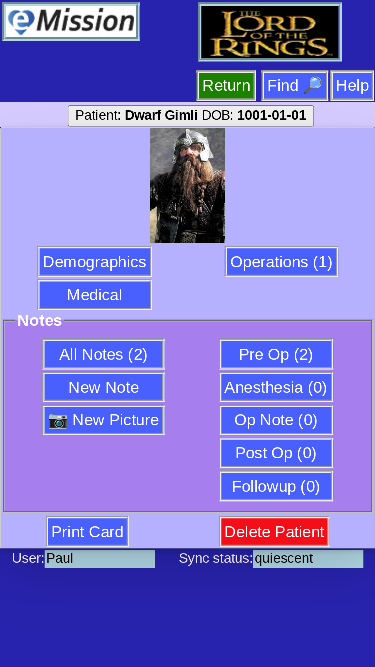 eMission
THE
LORD
OF THE
RINGS
Return Find 🔎 Help
Patient: Dwarf Gimli DOB: 1001-01-01
Demographics Operations (1)
Medical
Notes
All Notes (2) Pre Op (2)
New Note Anesthesia (0)
📷 New Picture Op Note (0)
Post Op (0)
Followup (0)
Print Card Delete Patient
User: Paul Sync status: quiescent